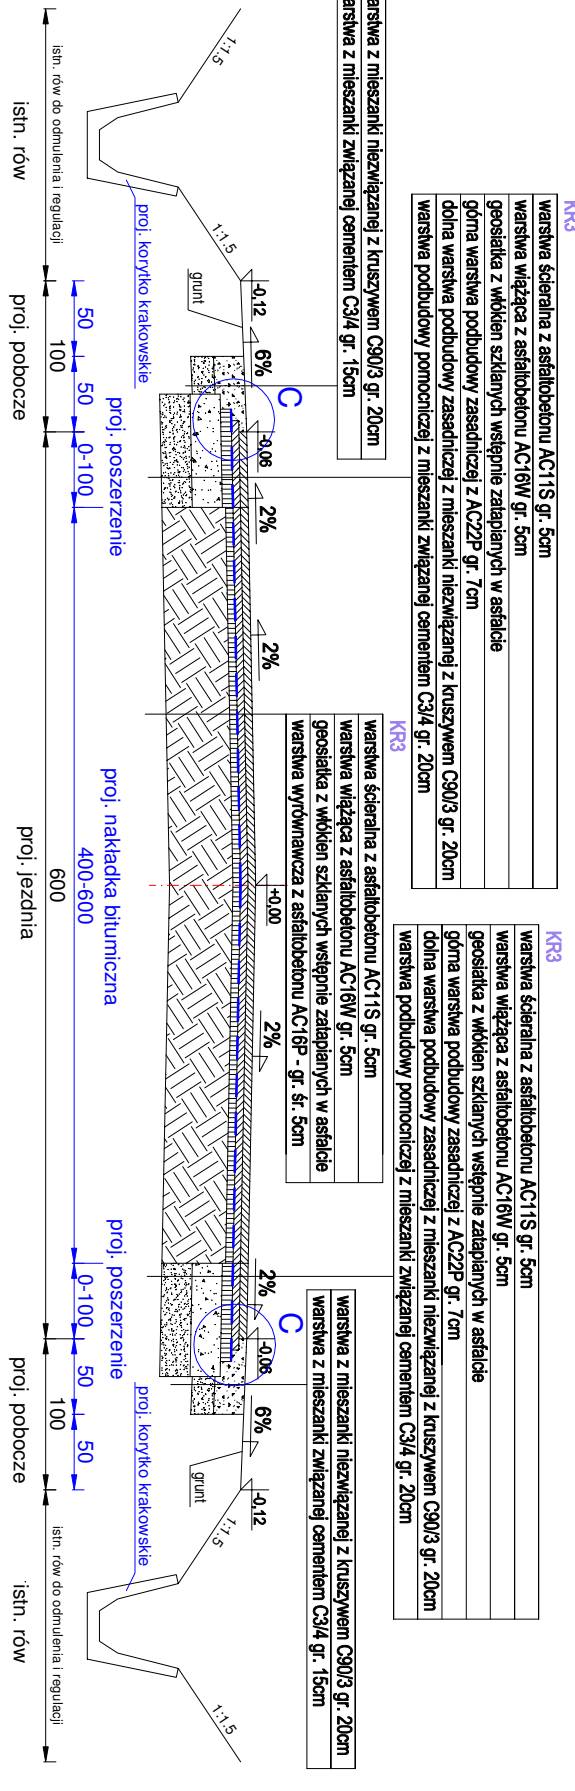 KR3
warstwa ścieralna z asfaltobetonu AC11S gr. 5cm
warstwa wiążąca z asfaltobetonu AC16W gr. 5cm
geosiatka z włókien szklanych wstępnie zatapianych w asfalcie
górna warstwa podbudowy zasadniczej z AC22P gr. 7cm
dolna warstwa podbudowy zasadniczej z mieszanki niezwiązanej z kruszywem C90/3 gr. 20cm
warstwa podbudowy pomocniczej z mieszanki związanej cementem C3/4 gr. 20cm
KR3
warstwa ścieralna z asfaltobetonu AC11S gr. 5cm
warstwa wiążąca z asfaltobetonu AC16W gr. 5cm
geosiatka z włókien szklanych wstępnie zatapianych w asfalcie
górna warstwa podbudowy zasadniczej z AC22P gr. 7cm
dolna warstwa podbudowy zasadniczej z mieszanki niezwiązanej z kruszywem C90/3 gr. 20cm
warstwa podbudowy pomocniczej z mieszanki związanej cementem C3/4 gr. 20cm
arstwa z mieszanki niezwiązanej z kruszywem C90/3 gr. 20cm
arstwa z mieszanki związanej cementem C3/4 gr. 15cm
KR3
warstwa ścieralna z asfaltobetonu AC11S gr. 5cm
warstwa wiążąca z asfaltobetonu AC16W gr. 5cm
geosiatka z włókien szklanych wstępnie zatapianych w asfalcie
warstwa wyrównawcza z asfaltobetonu AC16P - gr. śr. 5cm
warstwa z mieszanki niezwiązanej z kruszywem C90/3 gr. 20cm
warstwa z mieszanki związanej cementem C3/4 gr. 15cm
1:1.5
1:1.5
-0,12
6%
C
-0,06
2%
2%
+0,00
2%
2%
C
-0,06
6%
-0,12
1:1.5
1:1.5
grunt
grunt
proj. korytko krakowskie
proj. poszerzenie
proj. nakładka bitumiczna
proj. poszerzenie
proj. korytko krakowskie
50
50
0-100
400-600
0-100
50
50
istn. rów do odmulenia i regulacji
100
600
100
istn. rów do odmulenia i regulacji
istn. rów
proj. pobocze
proj. jezdnia
proj. pobocze
istn. rów